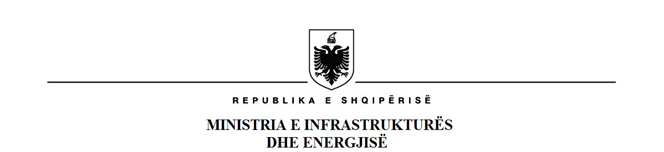 REPUBLIKA E SHQIPËRISË
MINISTRIA E INFRASTRUKTURËS
DHE ENERGJISË